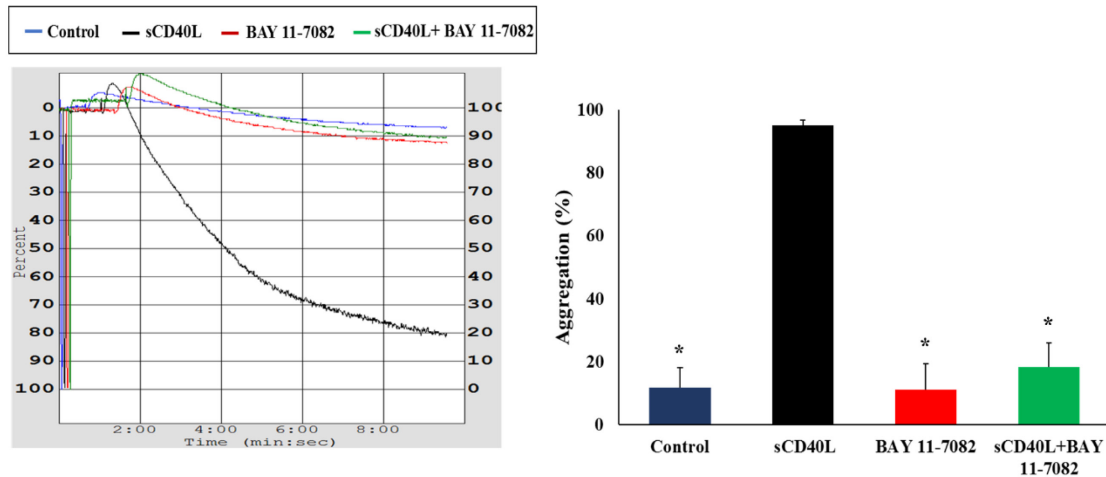 Control sCD40L BAY 11-7082 sCD40L+ BAY 11-7082
0 100
10 90
20 80
30 70
40 60
50 50
60 40
70 30
80 20
90 10
100 0
Percent
2:00 4:00 6:00 8:00
Time (min:sec)
Aggregation (%)
100
80
60
40
20
0
* * *
Control sCD40L BAY 11-7082 sCD40L+BAY
11-7082